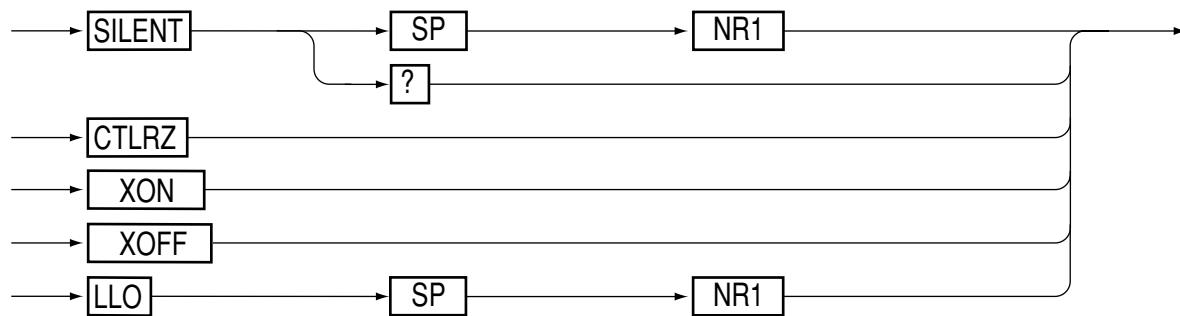 SILENT SP NR1
?
CTLRZ
XON
XOFF
LLO SP NR1